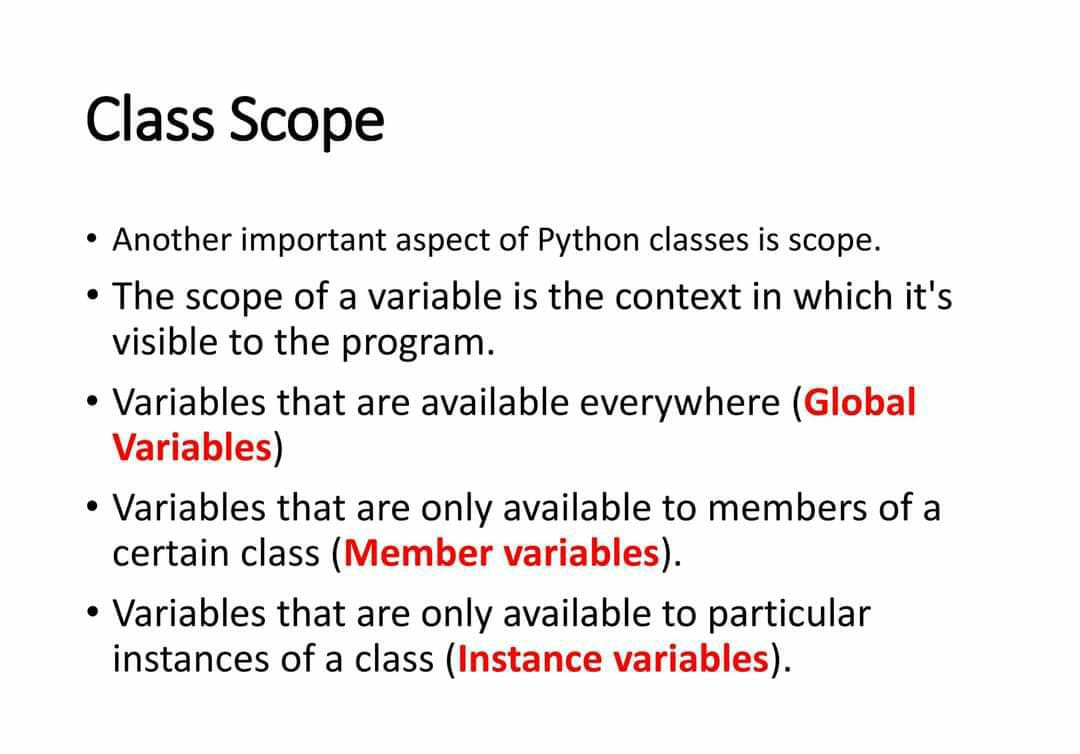 Class Scope
• Another important aspect of Python classes is scope.
• The scope of a variable is the context in which it's
visible to the program.
• Variables that are available everywhere (Global
Variables)
• Variables that are only available to members of a
certain class (Member variables).
• Variables that are only available to particular
instances of a class (Instance variables).